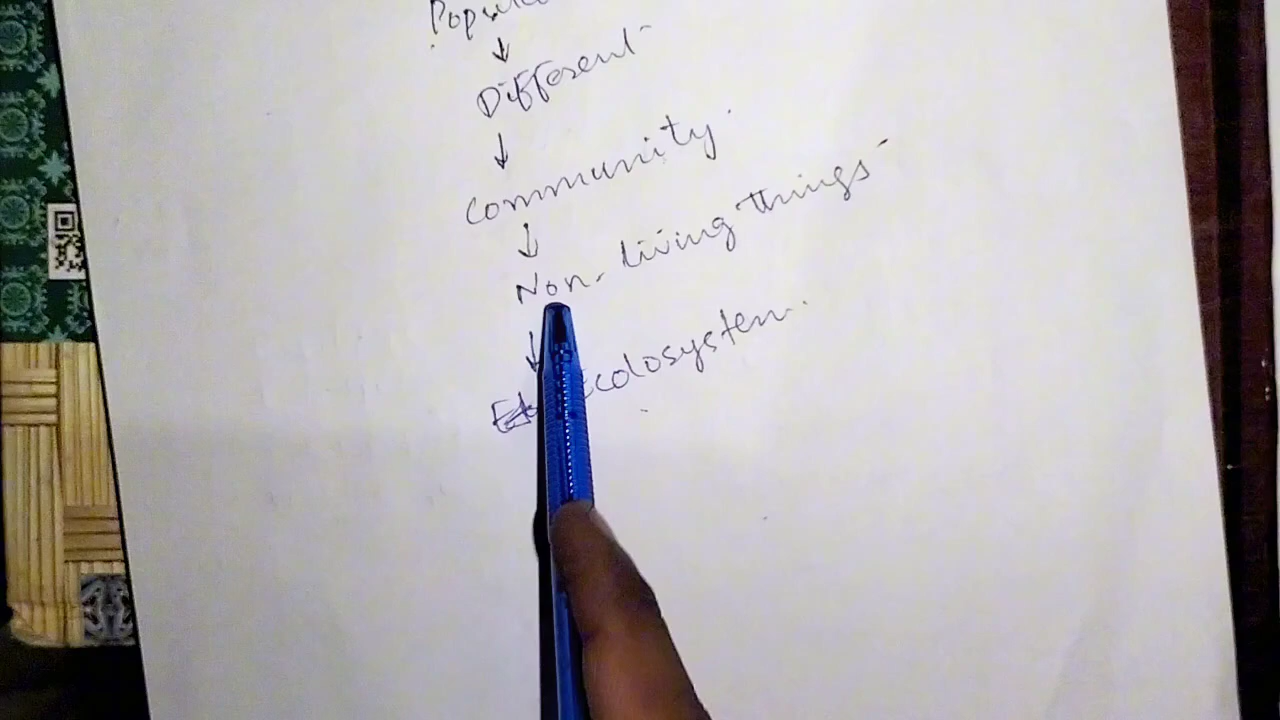 ↓
Different
↓
Community.
↓
Non-living things
↓
Ecolosystem.